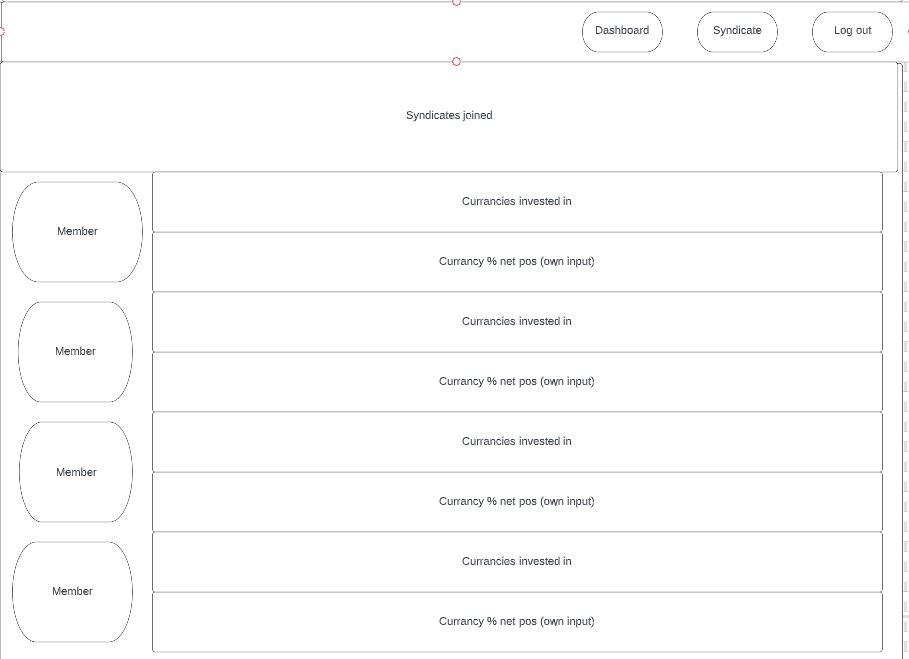 Dashboard
Syndicate
Log out
Syndicates joined
Member
Currancies invested in
Currancy % net pos (own input)
Member
Currancies invested in
Currancy % net pos (own input)
Member
Currancies invested in
Currancy % net pos (own input)
Member
Currancies invested in
Currancy % net pos (own input)